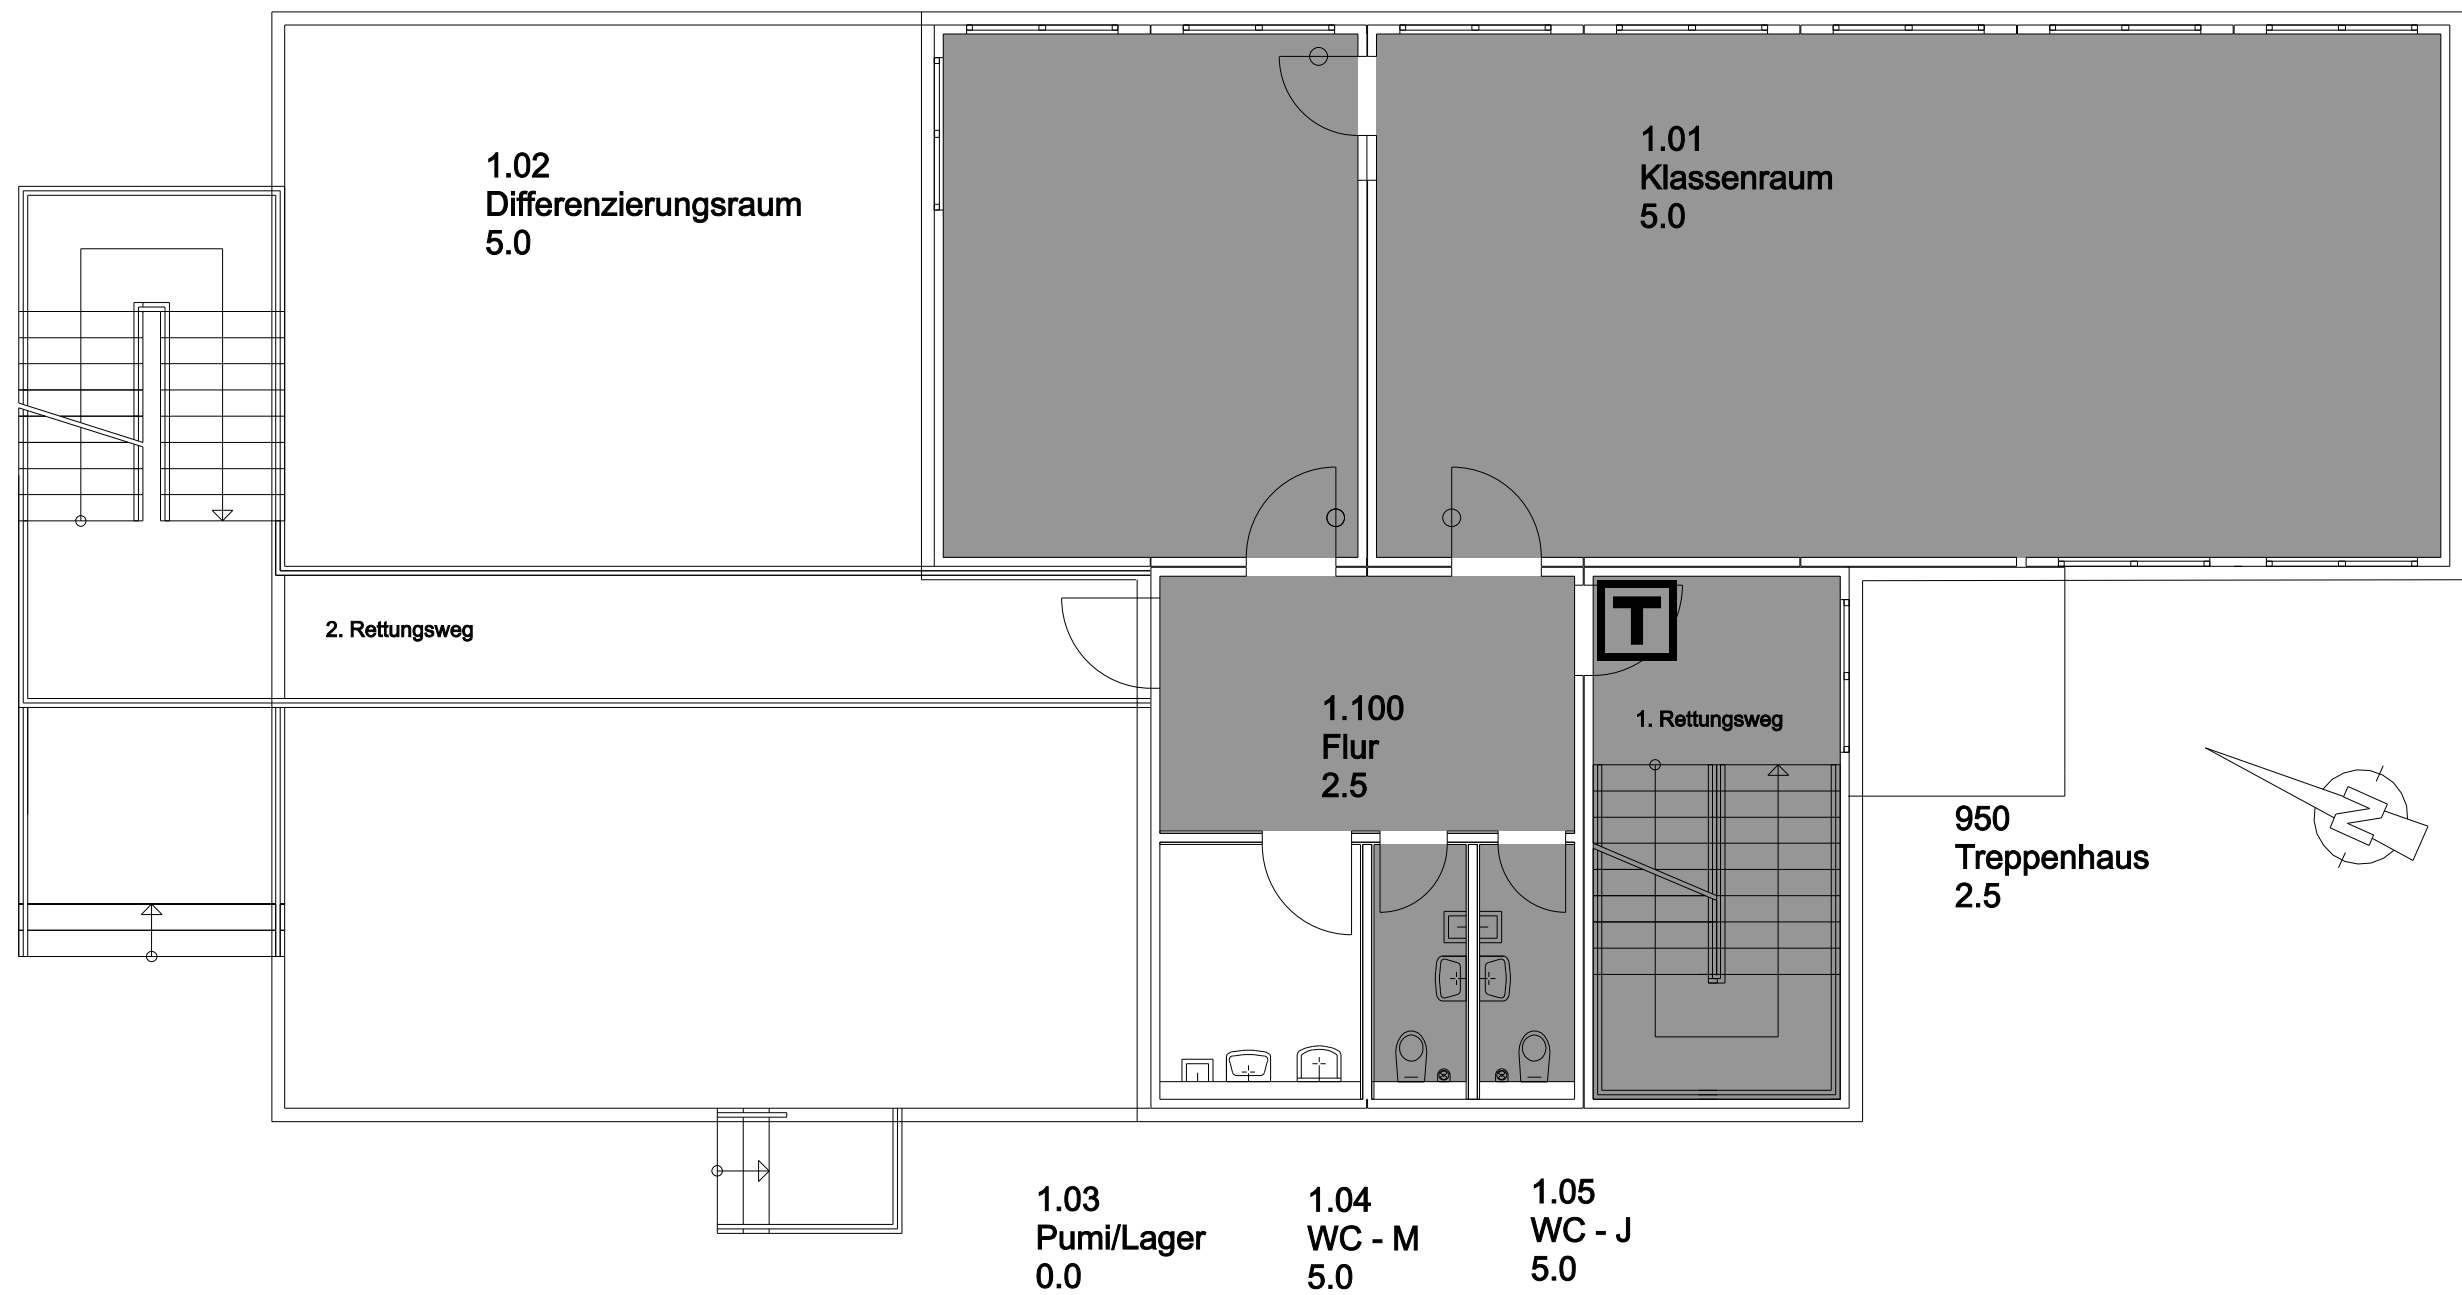 1.02
Differenzierungsraum
5.0
1.01
Klassenraum
5.0
2. Rettungsweg
T
1. Rettungsweg
1.100
Flur
2.5
N
950
Treppenhaus
2.5
1.03
Pumi/Lager
0.0
1.04
WC - M
5.0
1.05
WC - J
5.0